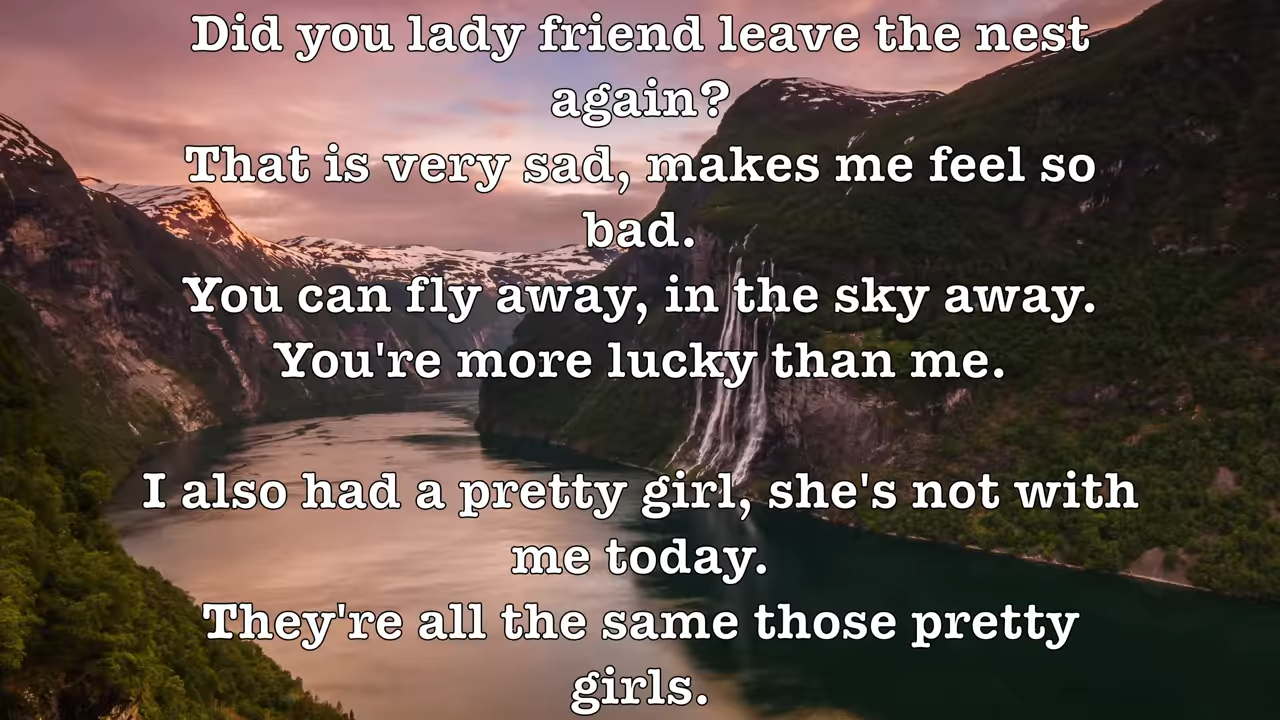 Did you lady friend leave the nest
again?
That is very sad, makes me feel so
bad.
You can fly away, in the sky away.
You're more lucky than me.
I also had a pretty girl, she's not with
me today.
They're all the same those pretty
girls.